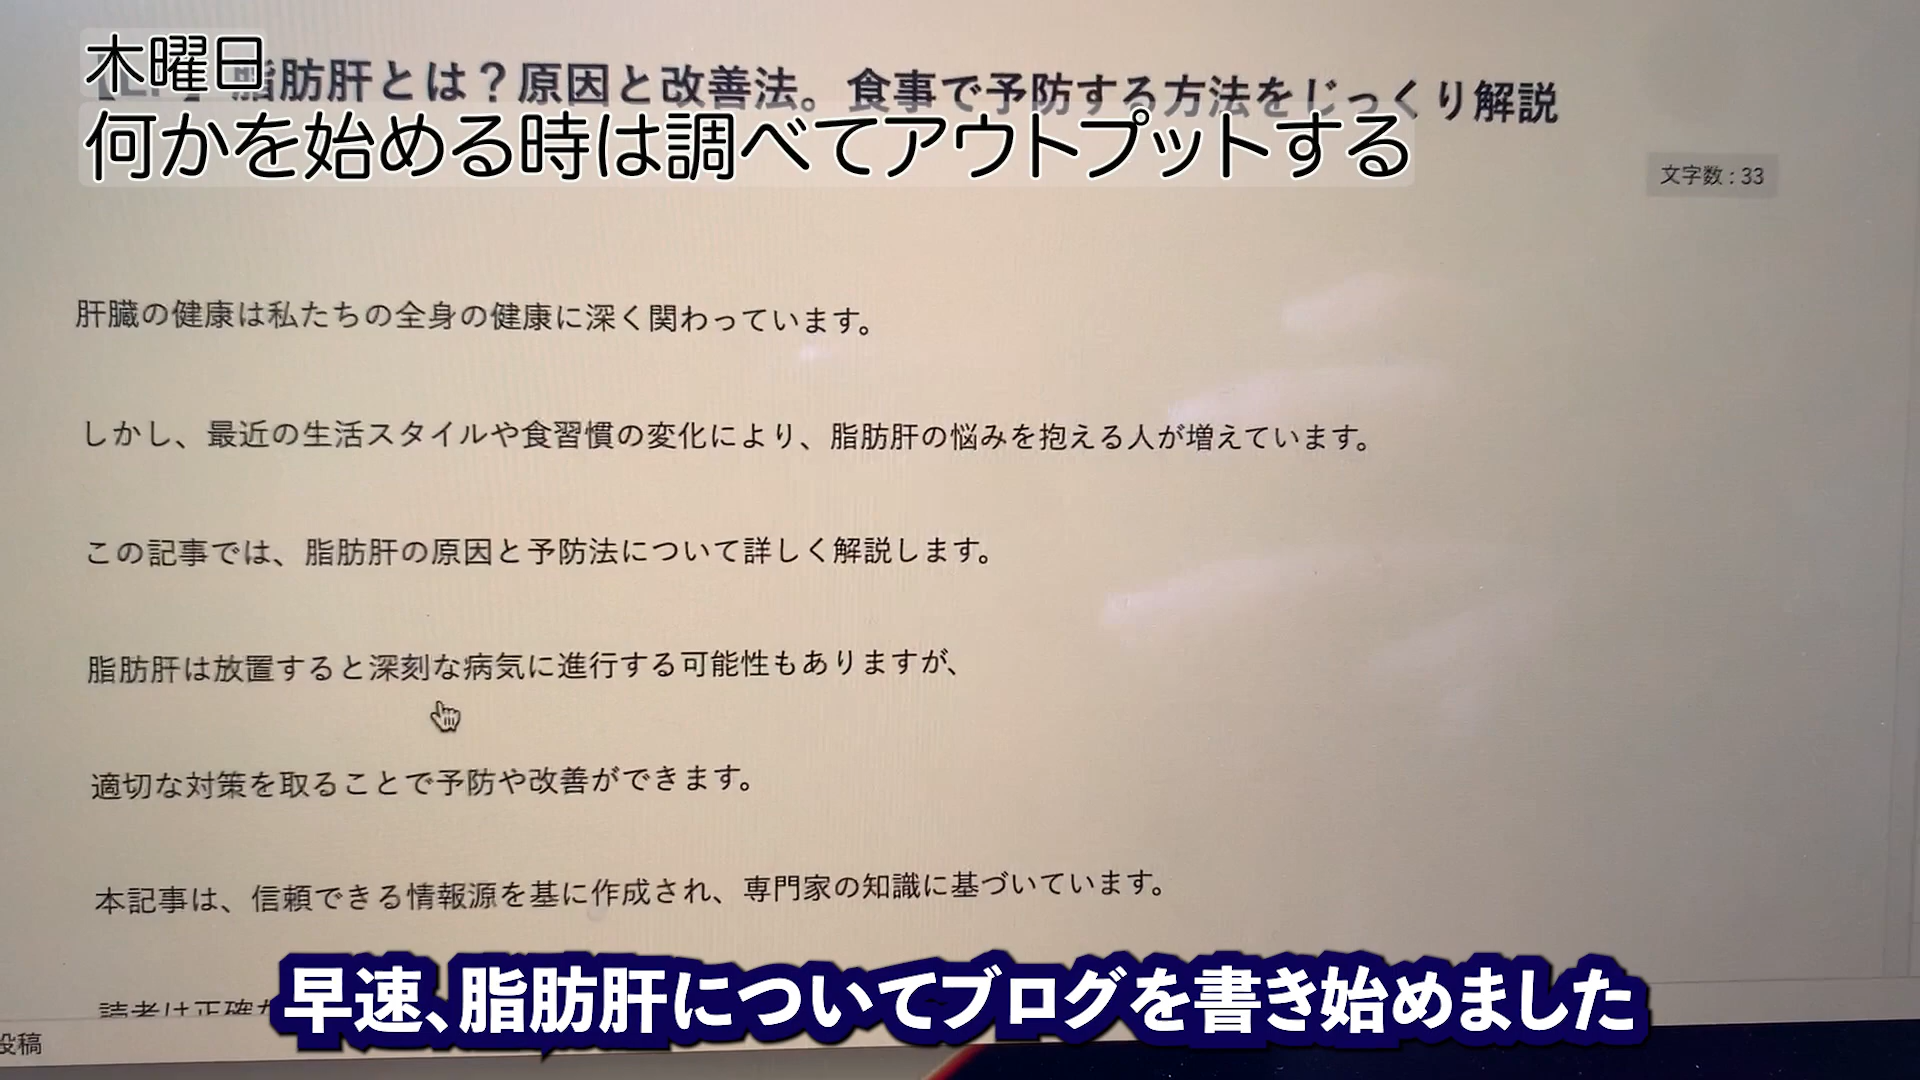 木曜日
脂肪肝とは？原因と改善法。食事で予防する方法をじっくり解説
何かを始める時は調べてアウトプットする
文字数 : 33
肝臓の健康は私たちの全身の健康に深く関わっています。
しかし、最近の生活スタイルや食習慣の変化により、脂肪肝の悩みを抱える人が増えています。
この記事では、脂肪肝の原因と予防法について詳しく解説します。
脂肪肝は放置すると深刻な病気に進行する可能性もありますが、
適切な対策を取ることで予防や改善ができます。
本記事は、信頼できる情報源を基に作成され、専門家の知識に基づいています。
読者は正確な
投稿
早速、脂肪肝についてブログを書き始めました